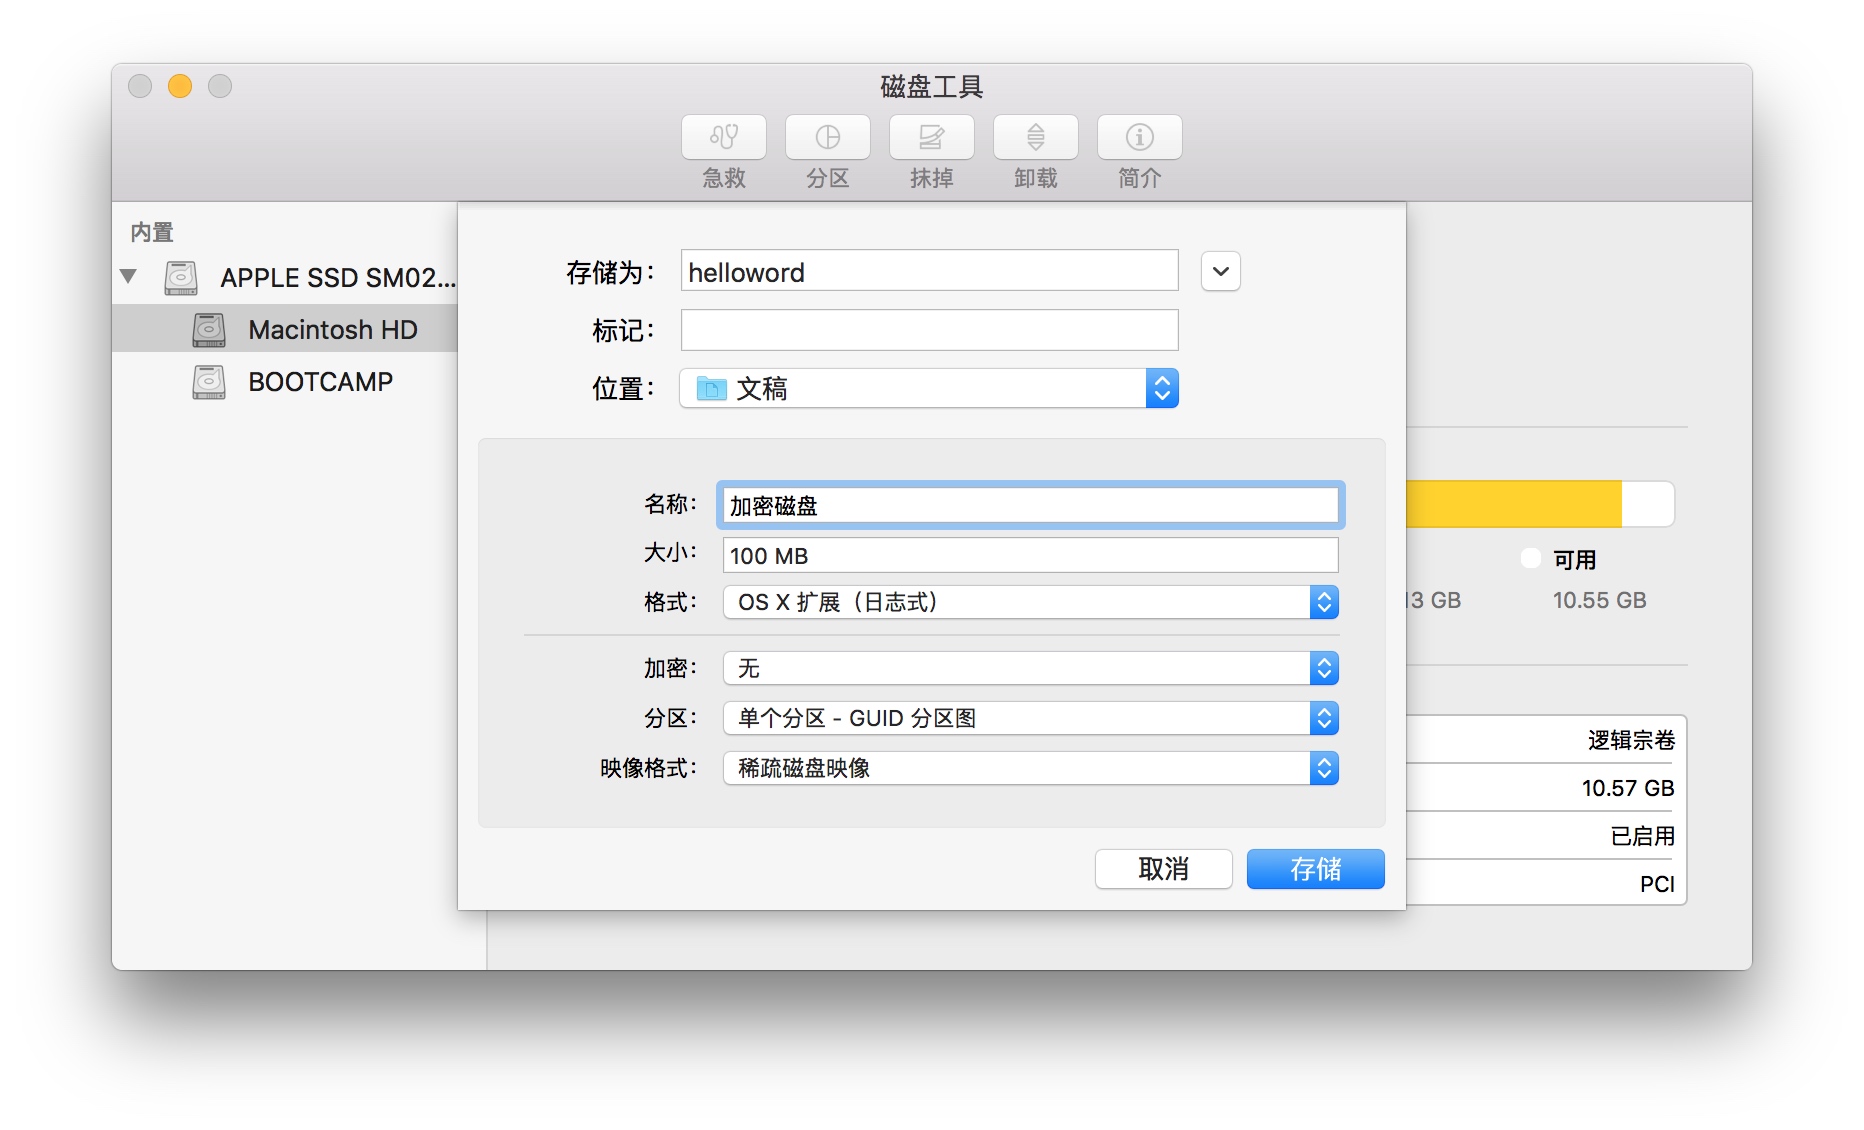 磁盘工具
急救 分区 抹掉 卸载 简介
内置
APPLE SSD SM02...
Macintosh HD
BOOTCAMP
存储为: helloword
标记:
位置: 文稿
名称: 加密磁盘
大小: 100 MB
格式: OS X 扩展（日志式）
加密: 无
分区: 单个分区 - GUID 分区图
映像格式: 稀疏磁盘映像
取消 存储
可用
13 GB 10.55 GB
逻辑宗卷
10.57 GB
已启用
PCI